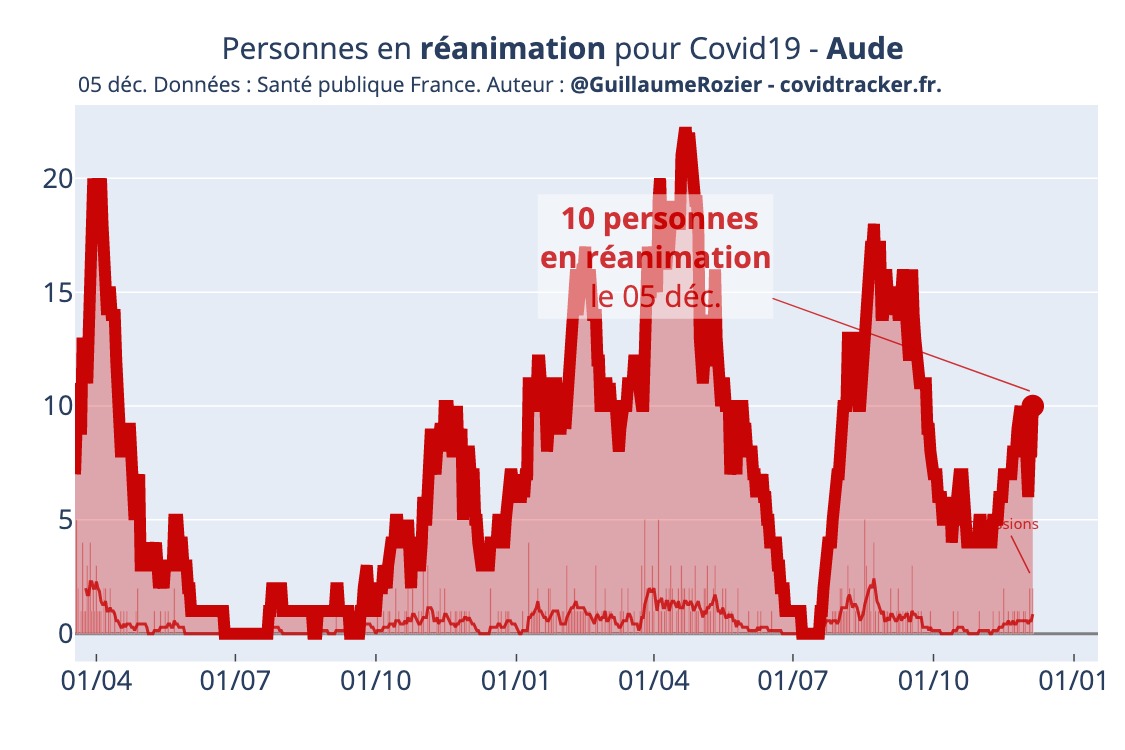 Personnes en réanimation pour Covid19 - Aude
05 déc. Données : Santé publique France. Auteur : @GuillaumeRozier - covidtracker.fr.
20
15
10
5
0
10 personnes
en réanimation
le 05 déc.
01/04
01/07
01/10
01/01
01/04
01/07
01/10
01/01